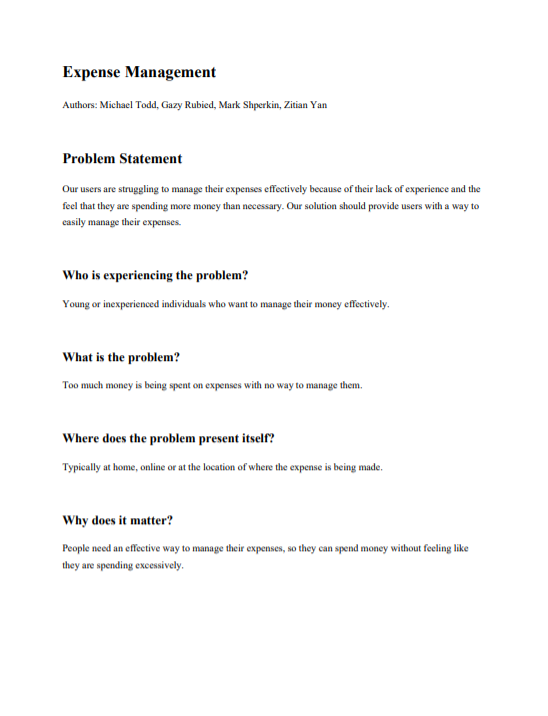 Expense Management
Authors: Michael Todd, Gazy Rubied, Mark Shperkin, Zitian Yan
Problem Statement
Our users are struggling to manage their expenses effectively because of their lack of experience and the
feel that they are spending more money than necessary. Our solution should provide users with a way to
easily manage their expenses.
Who is experiencing the problem?
Young or inexperienced individuals who want to manage their money effectively.
What is the problem?
Too much money is being spent on expenses with no way to manage them.
Where does the problem present itself?
Typically at home, online or at the location of where the expense is being made.
Why does it matter?
People need an effective way to manage their expenses, so they can spend money without feeling like
they are spending excessively.